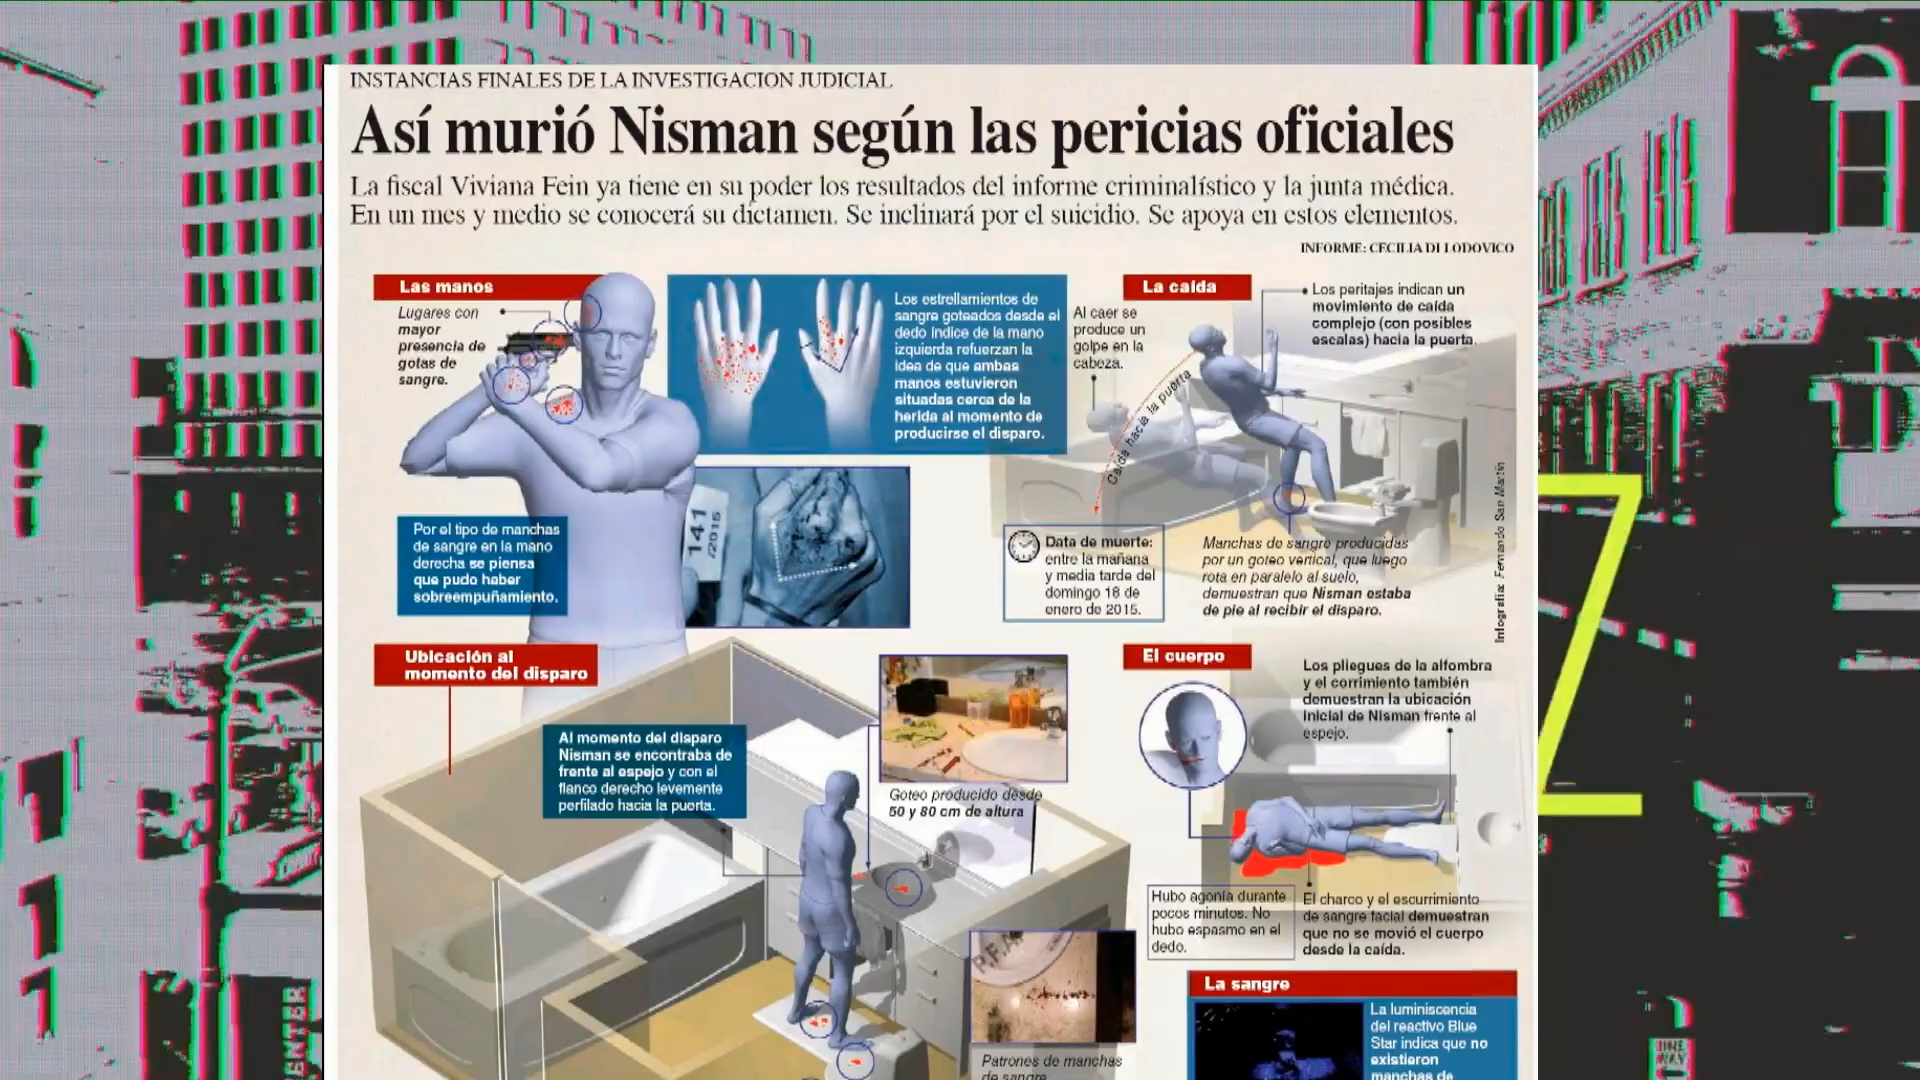 INSTANCIAS FINALES DE LA INVESTIGACION JUDICIAL
Así murió Nisman según las pericias oficiales
La fiscal Viviana Fein ya tiene en su poder los resultados del informe criminalístico y la junta médica.
En un mes y medio se conocerá su dictamen. Se inclinará por el suicidio. Se apoya en estos elementos.
INFORME: CECILIA DI LODOVICO
Las manos
Lugares con
mayor
presencia de
gotas de
sangre.
Los estrellamientos de
sangre goteados desde el
dedo índice de la mano
izquierda refuerzan la
idea de que ambas
manos estuvieron
situadas cerca de la
herida al momento de
producirse el disparo.
Por el tipo de manchas
de sangre en la mano
derecha se piensa
que pudo haber
sobreempuñamiento.
141
/2015
La caída
Al caer se
produce un
golpe en la
cabeza.
Los peritajes indican un
movimiento de caída
complejo (con posibles
escalas) hacia la puerta.
Caída hacia la puerta
Data de muerte:
entre la mañana
y media tarde del
domingo 18 de
enero de 2015.
Manchas de sangre producidas
por un goteo vertical, que luego
rota en paralelo al suelo,
demuestran que Nisman estaba
de pie al recibir el disparo.
Infografía: Fernando San Martín
Ubicación al
momento del disparo
Al momento del disparo
Nisman se encontraba de
frente al espejo y con el
flanco derecho levemente
perfilado hacia la puerta.
Goteo producido desde
50 y 80 cm de altura
P.F.A
Patrones de manchas
de sangre
El cuerpo
Los pliegues de la alfombra
y el corrimiento también
demuestran la ubicación
inicial de Nisman frente al
espejo.
Hubo agonía durante
pocos minutos. No
hubo espasmo en el
dedo.
El charco y el escurrimiento
de sangre facial demuestran
que no se movió el cuerpo
desde la caída.
La sangre
La luminiscencia
del reactivo Blue
Star indica que no
existieron
manchas de
ENTER
ONE
WAY
Z